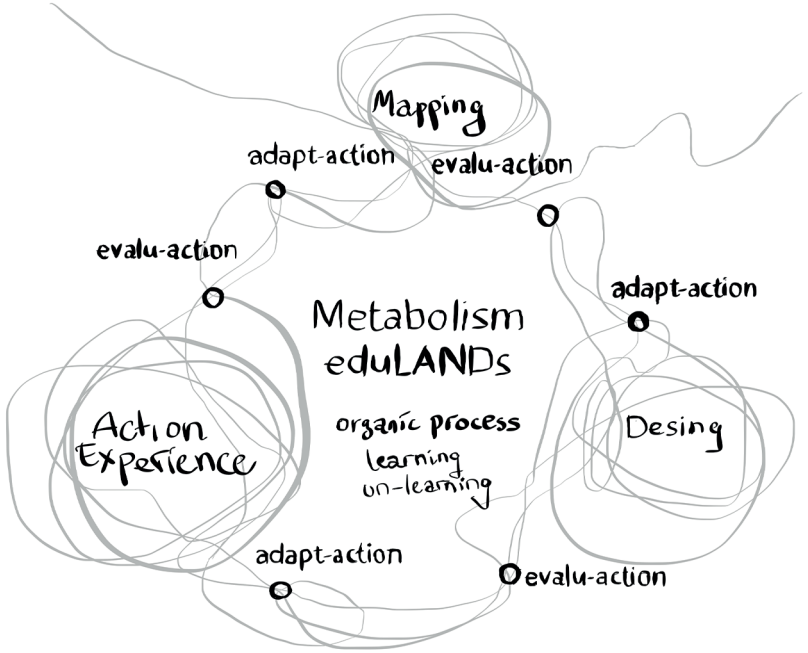 Mapping
adapt-action
evalu-action
evalu-action
adapt-action
Metabolism
eduLANDs
organic process
learning
un-learning
Action
Experience
Desing
adapt-action
evalu-action